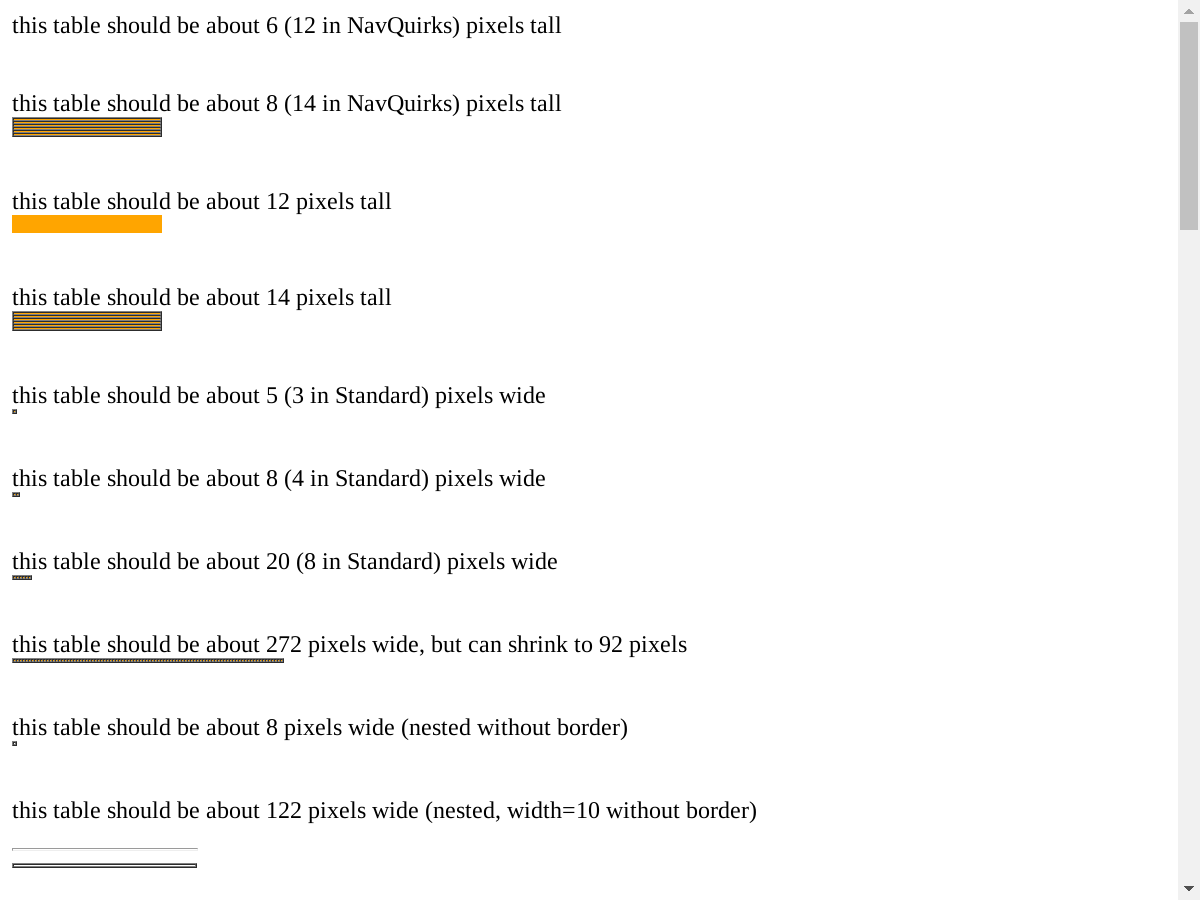 this table should be about 6 (12 in NavQuirks) pixels tall
this table should be about 8 (14 in NavQuirks) pixels tall
this table should be about 12 pixels tall
this table should be about 14 pixels tall
this table should be about 5 (3 in Standard) pixels wide
this table should be about 8 (4 in Standard) pixels wide
this table should be about 20 (8 in Standard) pixels wide
this table should be about 272 pixels wide, but can shrink to 92 pixels
this table should be about 8 pixels wide (nested without border)
this table should be about 122 pixels wide (nested, width=10 without border)